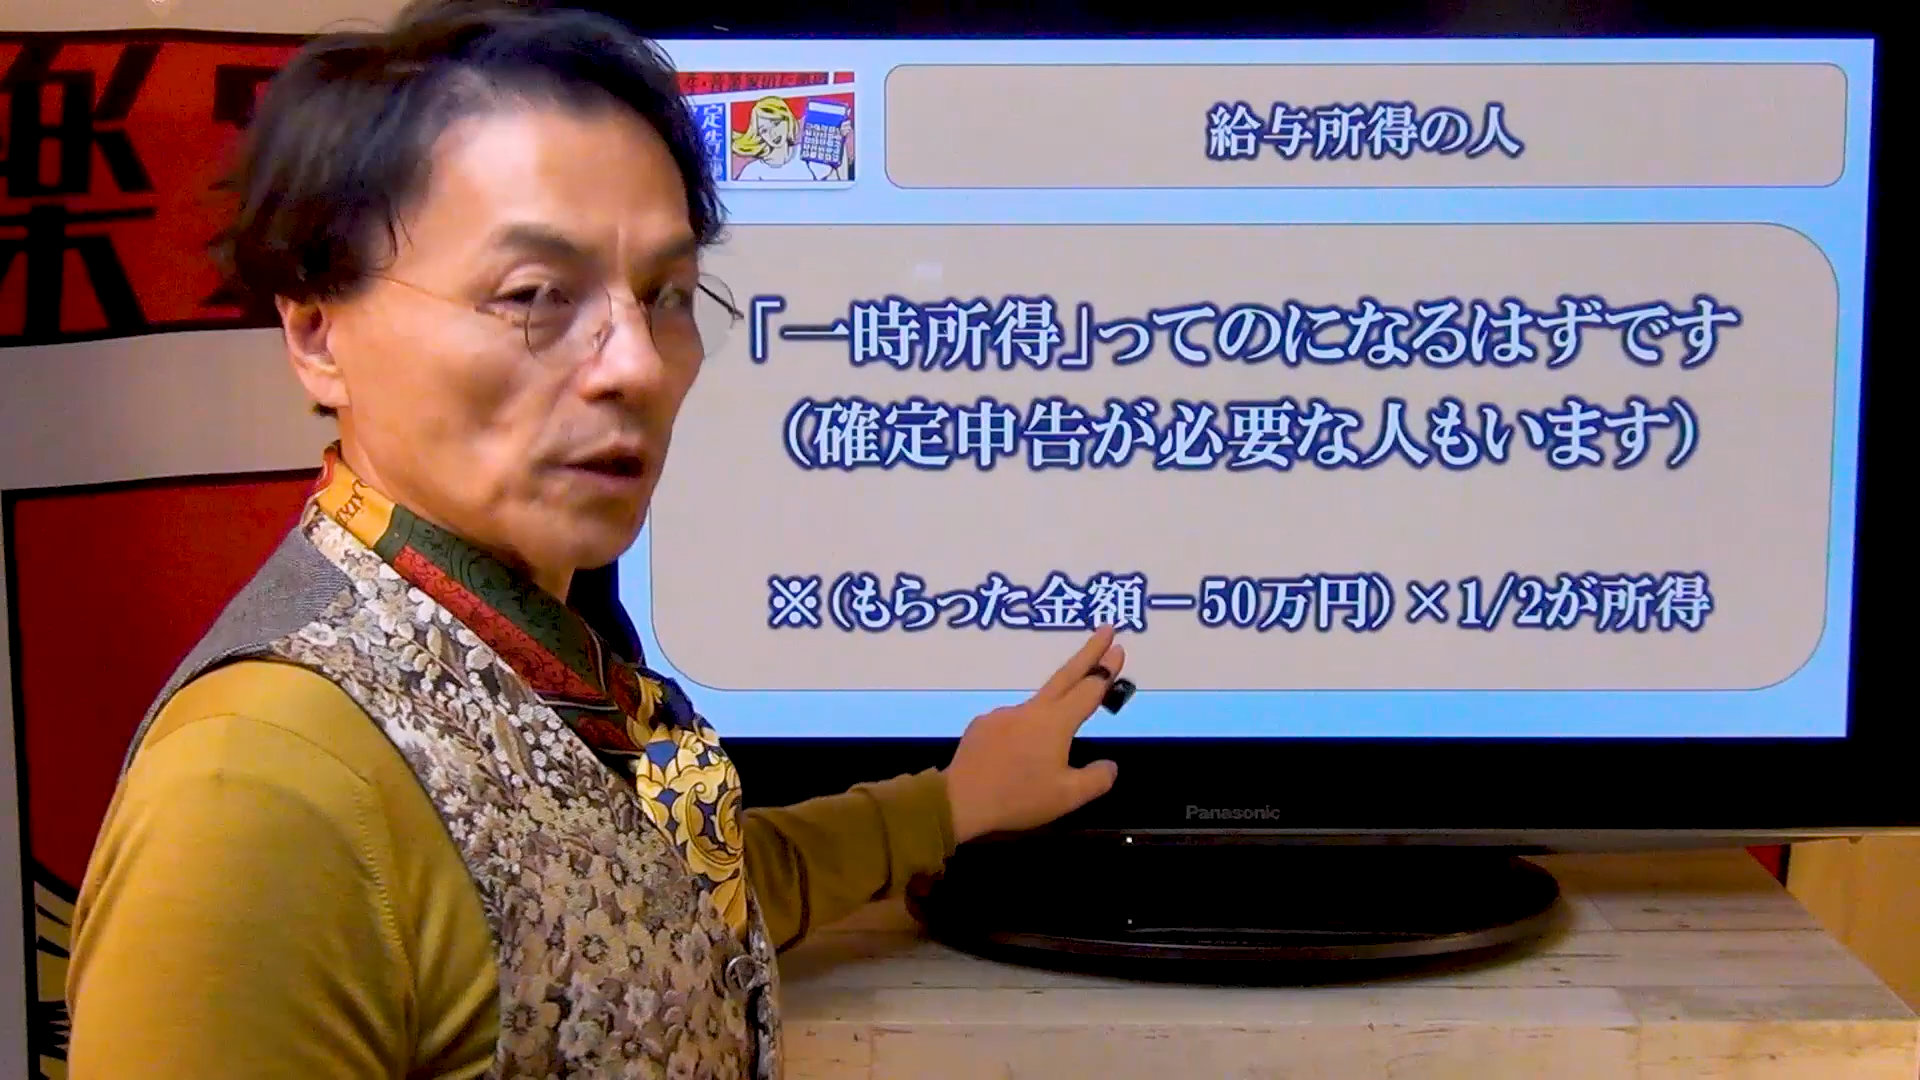 給与所得の人
「一時所得」ってのになるはずです
（確定申告が必要な人もいます）
※（もらった金額－50万円）×1/2が所得
Panasonic
楽